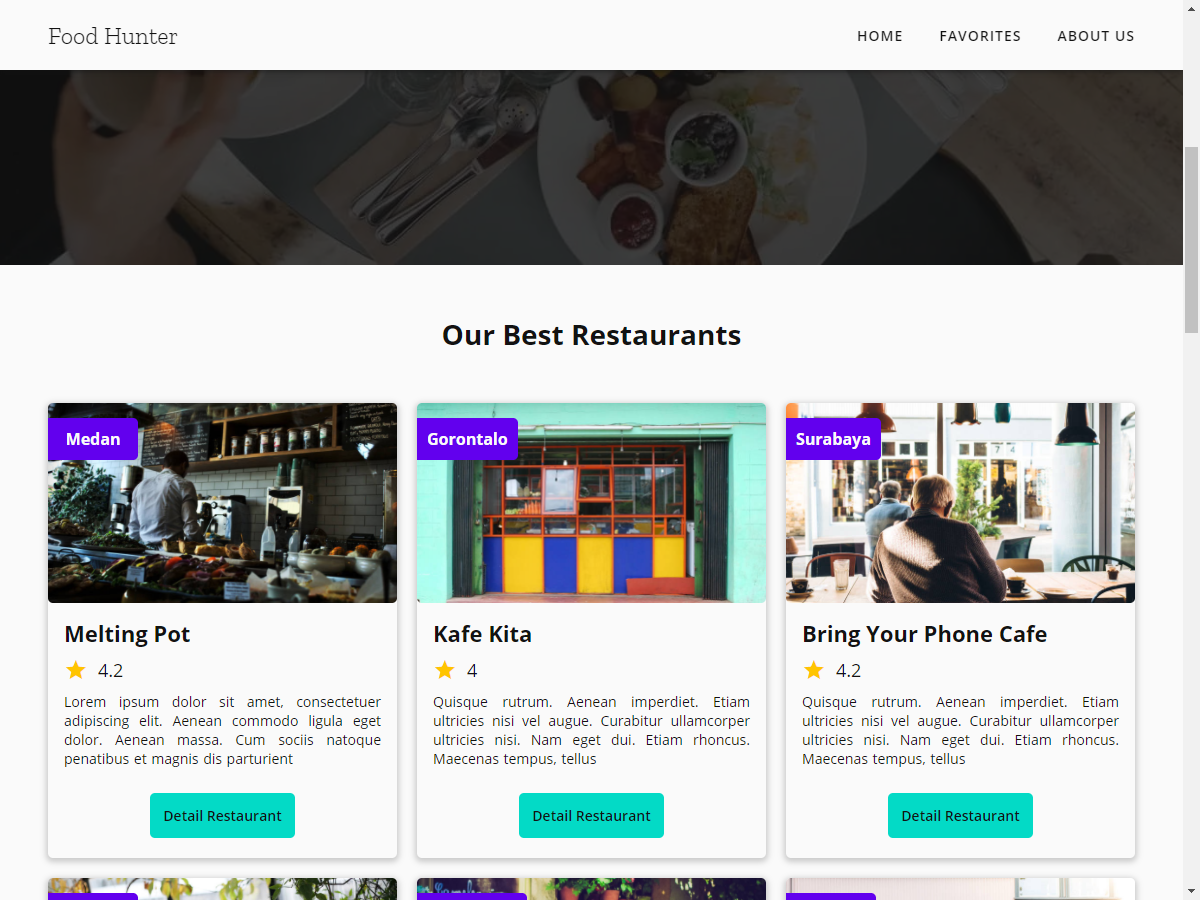 Food Hunter
HOME FAVORITES ABOUT US
Our Best Restaurants
Medan
Gorontalo
Surabaya
Melting Pot
4.2
Lorem ipsum dolor sit amet, consectetuer
adipiscing elit. Aenean commodo ligula eget
dolor. Aenean massa. Cum sociis natoque
penatibus et magnis dis parturient
Detail Restaurant
Kafe Kita
4
Quisque rutrum. Aenean imperdiet. Etiam
ultricies nisi vel augue. Curabitur ullamcorper
ultricies nisi. Nam eget dui. Etiam rhoncus.
Maecenas tempus, tellus
Detail Restaurant
Bring Your Phone Cafe
4.2
Quisque rutrum. Aenean imperdiet. Etiam
ultricies nisi vel augue. Curabitur ullamcorper
ultricies nisi. Nam eget dui. Etiam rhoncus.
Maecenas tempus, tellus
Detail Restaurant